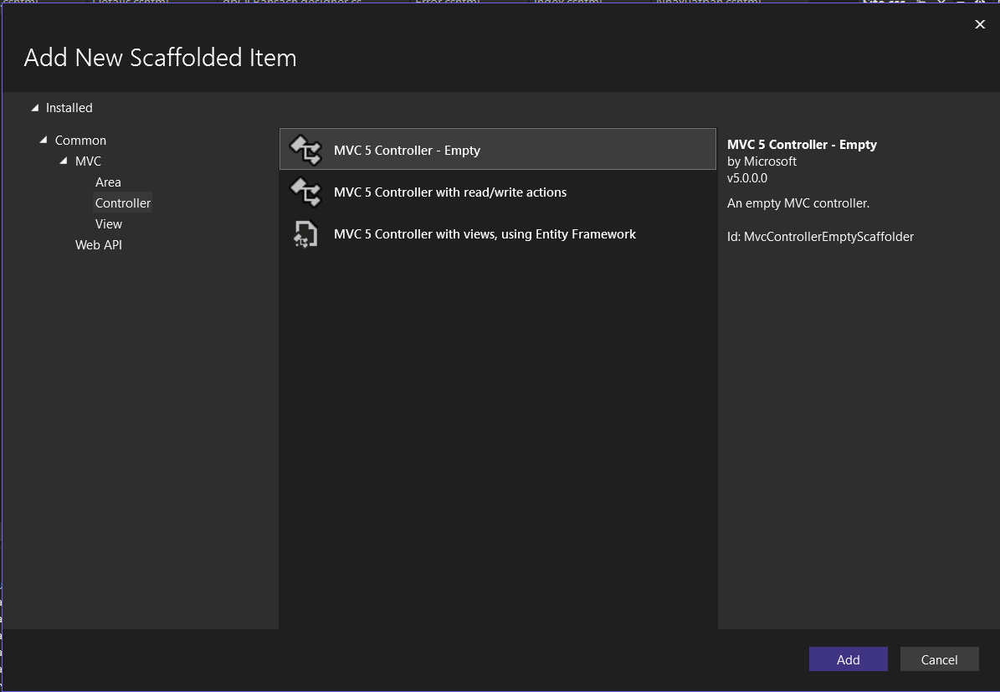 Add New Scaffolded Item
Installed
Common
MVC
Area
Controller
View
Web API
MVC 5 Controller - Empty
MVC 5 Controller with read/write actions
MVC 5 Controller with views, using Entity Framework
MVC 5 Controller - Empty
by Microsoft
v5.0.0.0
An empty MVC controller.
Id: MvcControllerEmptyScaffolder
Add
Cancel